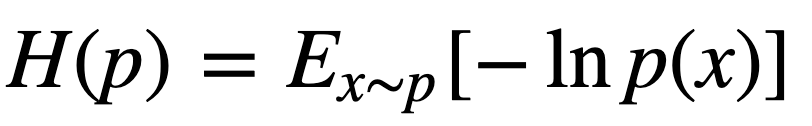 H(p) = E_{x∼p}[− ln p(x)]